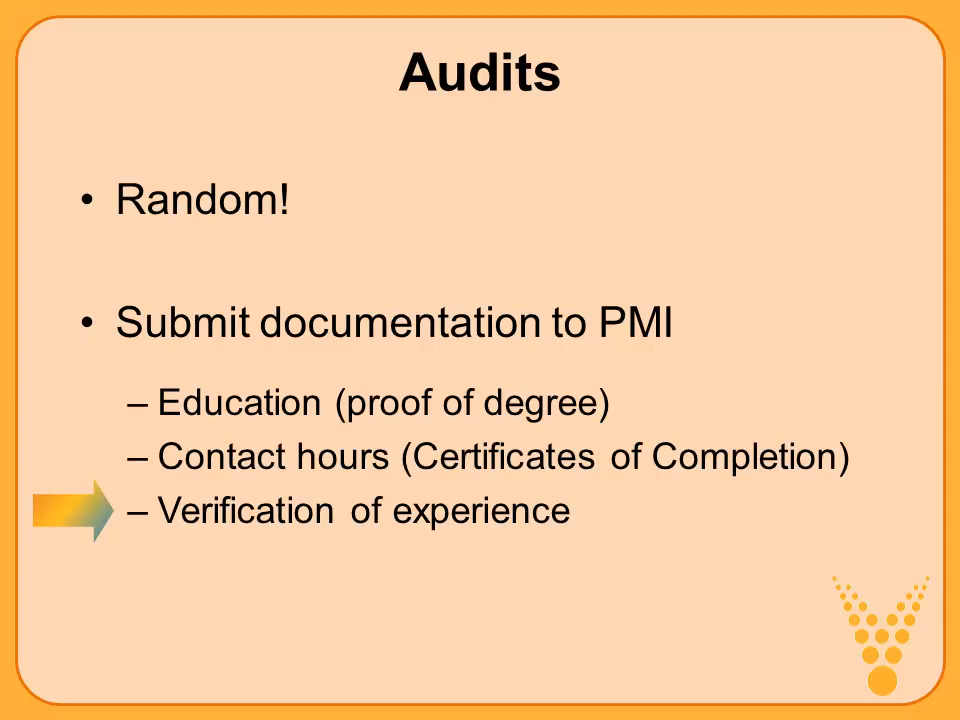 Audits
• Random!
• Submit documentation to PMI
– Education (proof of degree)
– Contact hours (Certificates of Completion)
– Verification of experience